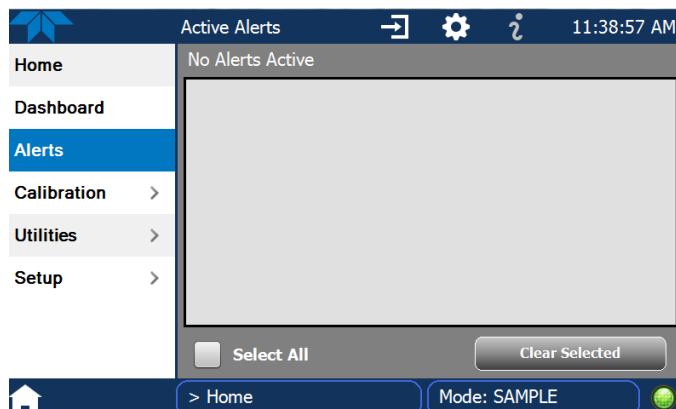 Active Alerts
11:38:57 AM
Home
Dashboard
Alerts
Calibration >
Utilities >
Setup >
No Alerts Active
Select All
Clear Selected
> Home
Mode: SAMPLE